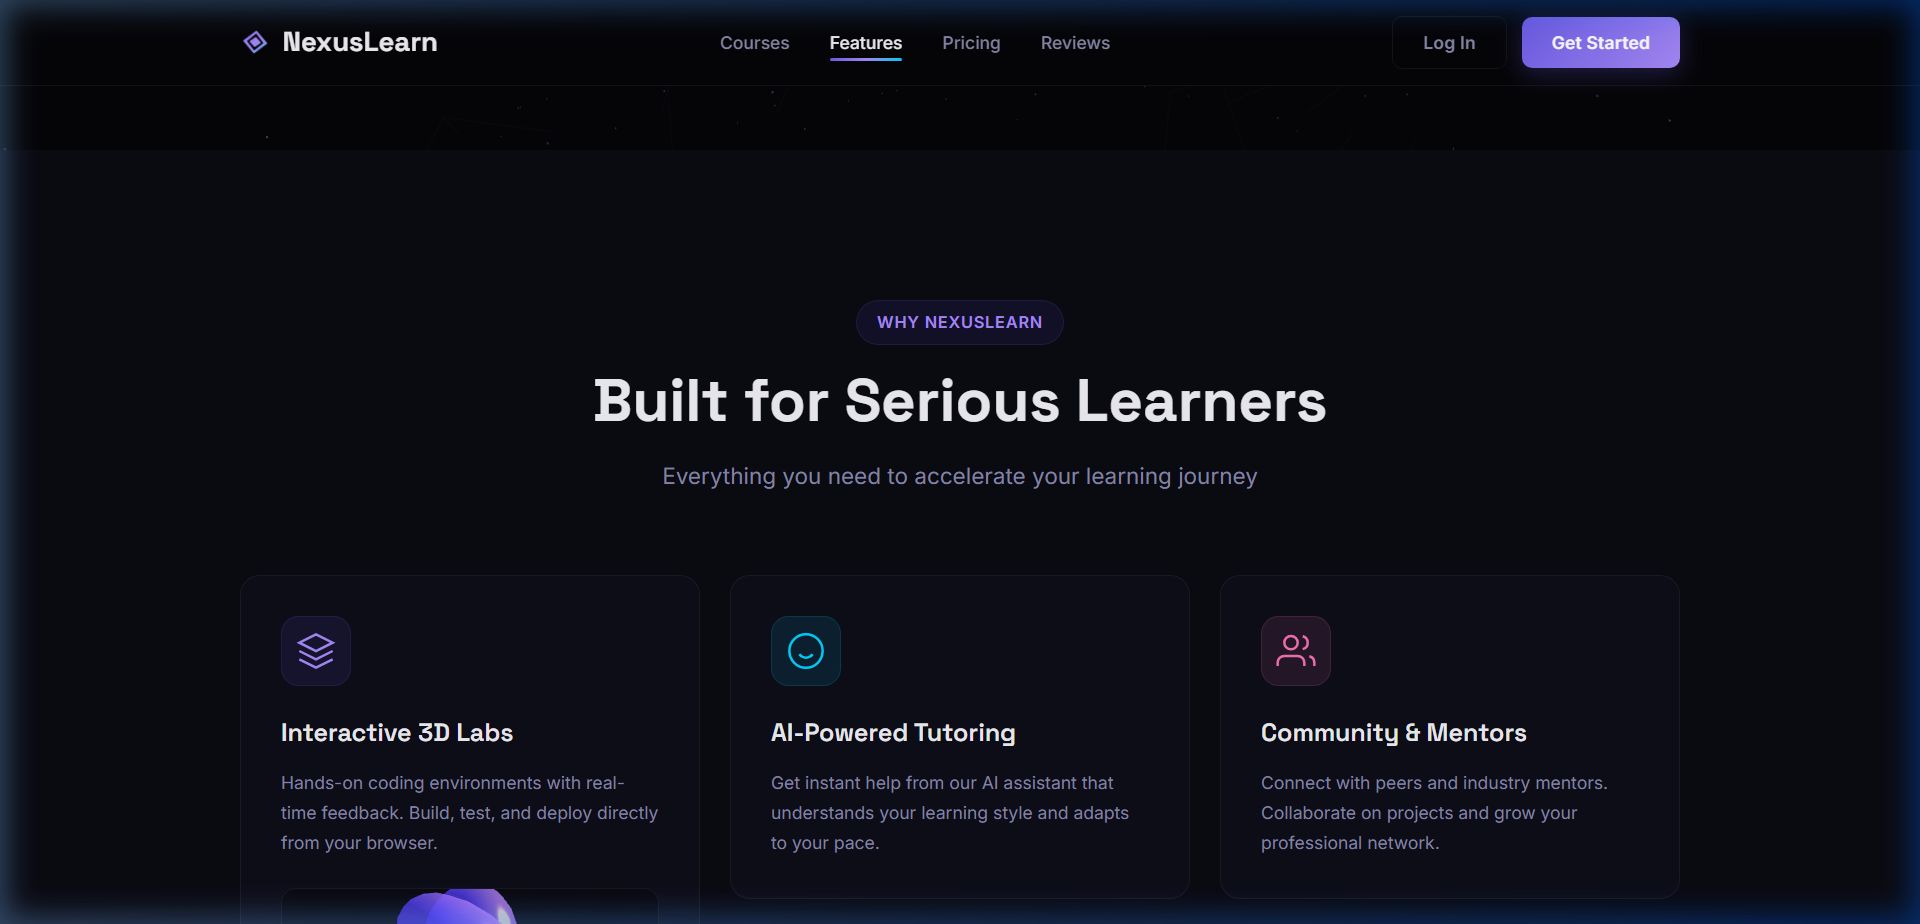 NexusLearn
Courses
Features
Pricing
Reviews
Log In
Get Started
WHY NEXUSLEARN
Built for Serious Learners
Everything you need to accelerate your learning journey
Interactive 3D Labs
Hands-on coding environments with real-
time feedback. Build, test, and deploy directly
from your browser.
AI-Powered Tutoring
Get instant help from our AI assistant that
understands your learning style and adapts
to your pace.
Community & Mentors
Connect with peers and industry mentors.
Collaborate on projects and grow your
professional network.